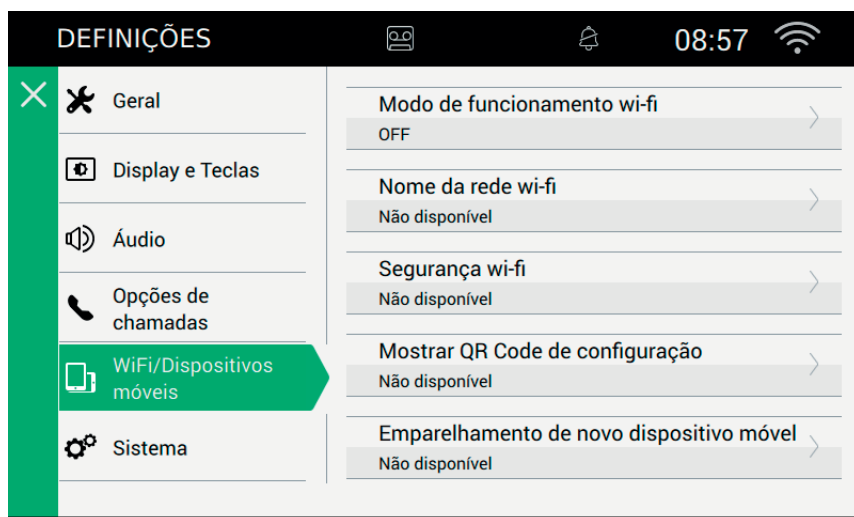 DEFINIÇÕES
08:57
Geral
Display e Teclas
Áudio
Opções de
chamadas
WiFi/Dispositivos
móveis
Sistema
Modo de funcionamento wi-fi
OFF
Nome da rede wi-fi
Não disponível
Segurança wi-fi
Não disponível
Mostrar QR Code de configuração
Não disponível
Emparelhamento de novo dispositivo móvel
Não disponível